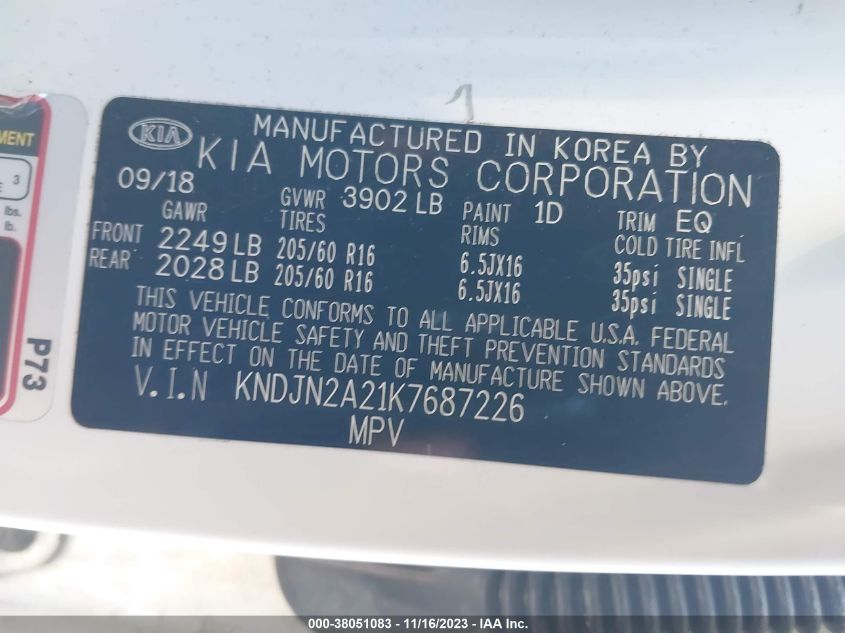 1
KIA
MANUFACTURED IN KOREA BY
KIA MOTORS CORPORATION
09/18 GVWR 3902 LB PAINT 1D TRIM EQ
GAWR TIRES RIMS COLD TIRE INFL
FRONT 2249 LB 205/60 R16 6.5JX16 35psi SINGLE
REAR 2028 LB 205/60 R16 6.5JX16 35psi SINGLE
THIS VEHICLE CONFORMS TO ALL APPLICABLE U.S.A. FEDERAL
MOTOR VEHICLE SAFETY AND THEFT PREVENTION STANDARDS
IN EFFECT ON THE DATE OF MANUFACTURE SHOWN ABOVE.
V.I.N KNDJN2A21K7687226
MPV
3
lbs.
lb.
P73
000-38051083 - 11/16/2023 - IAA Inc.